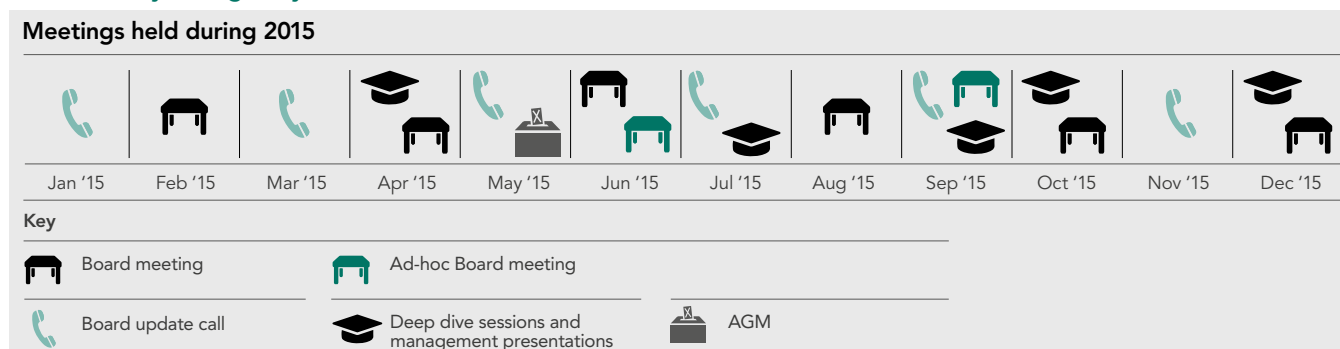 Meetings held during 2015
Jan '15 Feb '15 Mar '15 Apr '15 May '15 Jun '15 Jul '15 Aug '15 Sep '15 Oct '15 Nov '15 Dec '15
Key
Board meeting Ad-hoc Board meeting
Board update call Deep dive sessions and AGM
management presentations